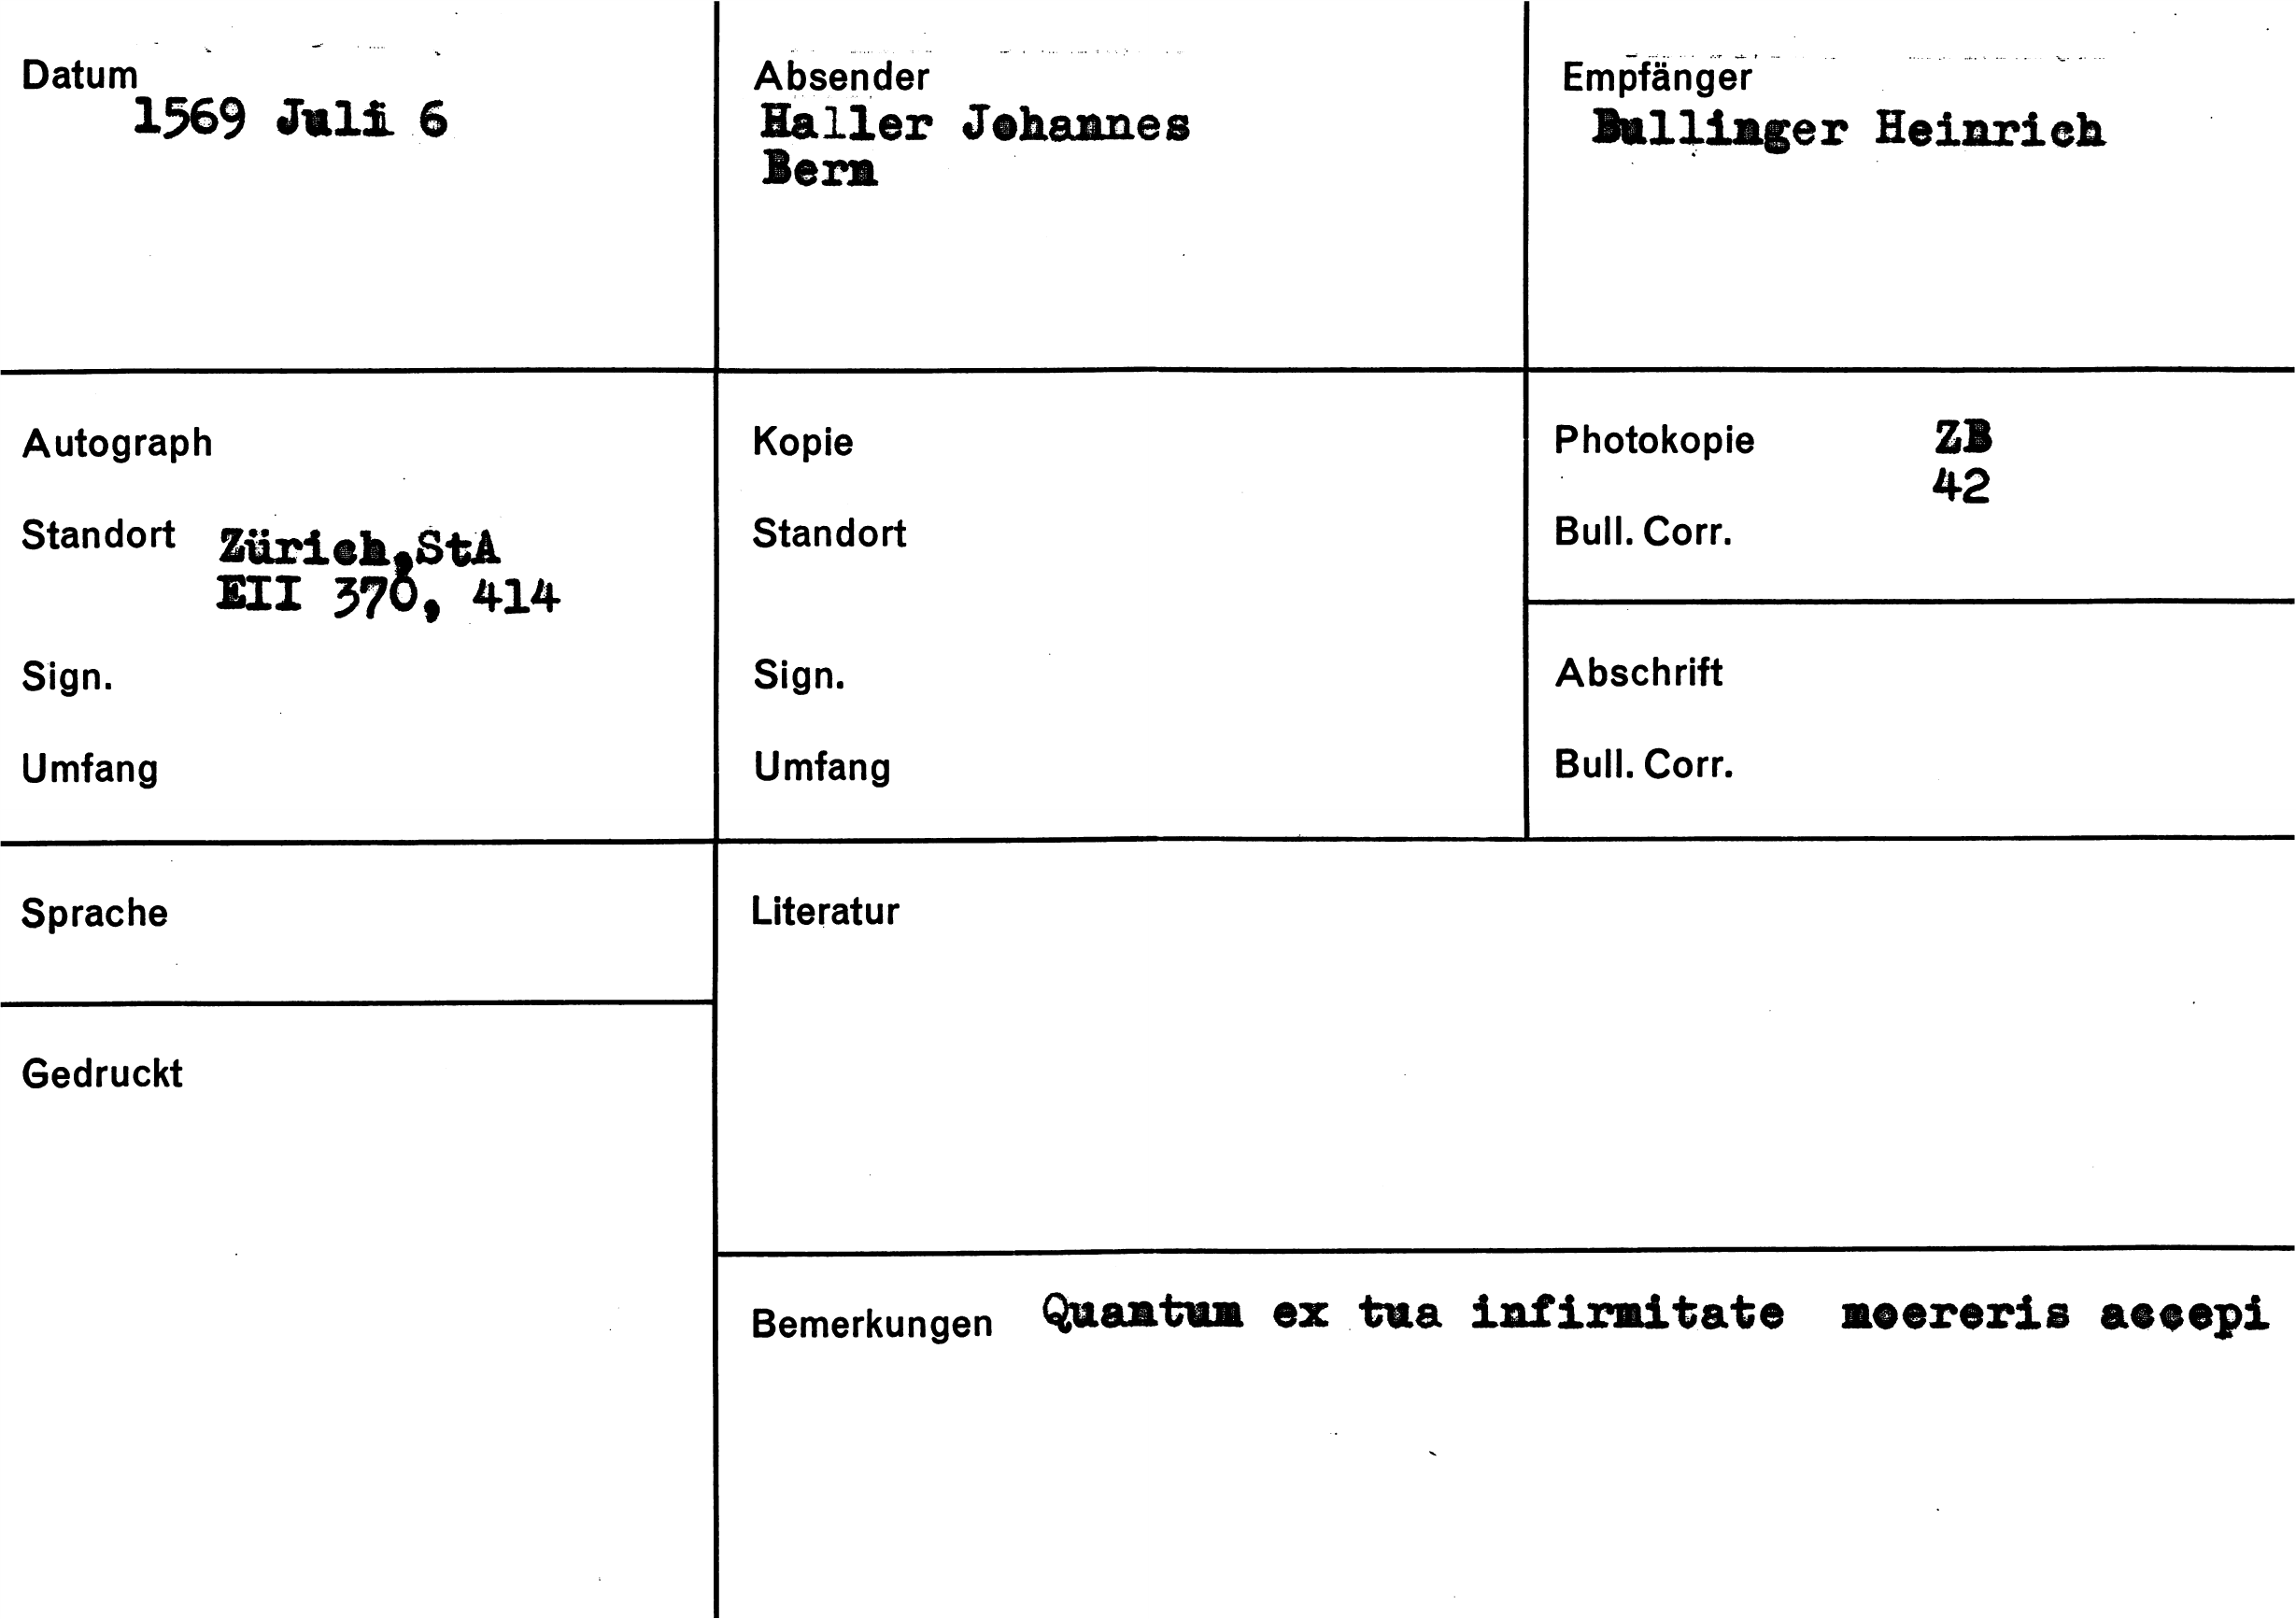 Datum
1569 Juli 6
Absender
Haller Johannes
Bern
Empfänger
Bullinger Heinrich
Autograph
Standort Zürich,StA
EII 370, 414
Sign.
Umfang
Kopie
Standort
Sign.
Umfang
Photokopie ZB
42
Bull. Corr.
Abschrift
Bull. Corr.
Sprache
Literatur
Gedruckt
Bemerkungen Quantum ex tua infirmitate moereris accepi